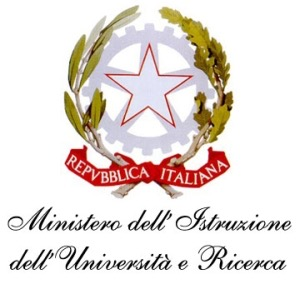 REPVBBLICA ITALIANA
Ministero dell'Istruzione
dell'Università e Ricerca